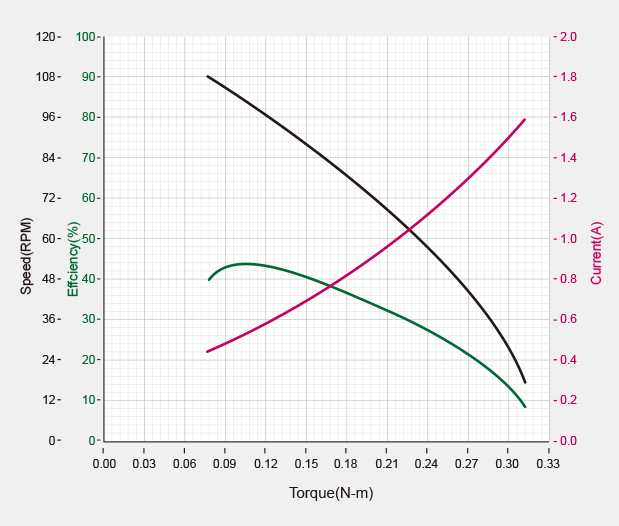 120- 100- - 2.0
108- 90- - 1.8
96- 80- - 1.6
84- 70- - 1.4
72- 60- - 1.2
60- 50- - 1.0
48- 40- - 0.8
36- 30- - 0.6
24- 20- - 0.4
12- 10- - 0.2
0- 0- - 0.0
Speed(RPM)
Effciency(%)
Current(A)
0.00 0.03 0.06 0.09 0.12 0.15 0.18 0.21 0.24 0.27 0.30 0.33
Torque(N-m)